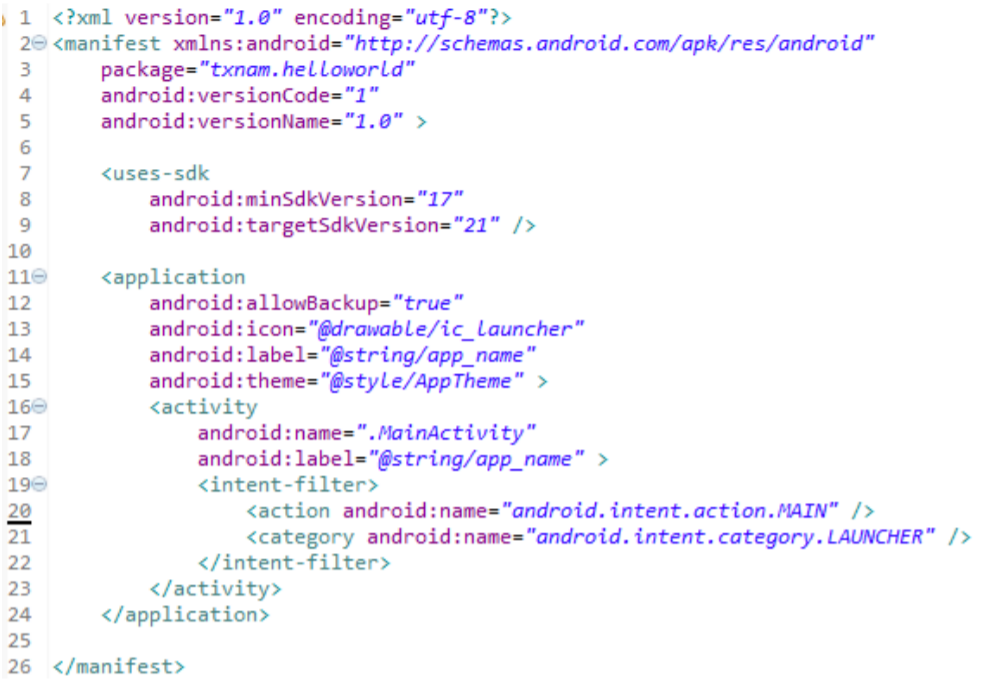 1 <?xml version="1.0" encoding="utf-8"?>
2 <manifest xmlns:android="http://schemas.android.com/apk/res/android"
3     package="txnam.helloworld"
4     android:versionCode="1"
5     android:versionName="1.0" >
6
7     <uses-sdk
8         android:minSdkVersion="17"
9         android:targetSdkVersion="21" />
10
11     <application
12         android:allowBackup="true"
13         android:icon="@drawable/ic_launcher"
14         android:label="@string/app_name"
15         android:theme="@style/AppTheme" >
16         <activity
17             android:name=".MainActivity"
18             android:label="@string/app_name" >
19             <intent-filter>
20                 <action android:name="android.intent.action.MAIN" />
21                 <category android:name="android.intent.category.LAUNCHER" />
22             </intent-filter>
23         </activity>
24     </application>
25
26 </manifest>